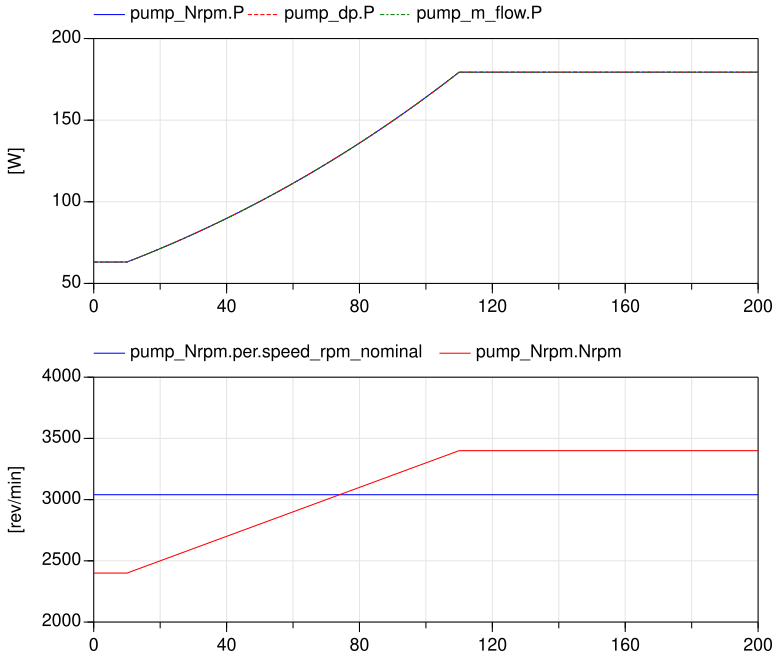 pump_Nrpm.P pump_dp.P pump_m_flow.P
200
150
[W]
100
50
0 40 80 120 160 200
pump_Nrpm.per.speed_rpm_nominal pump_Nrpm.Nrpm
4000
3500
[rev/min]
3000
2500
2000
0 40 80 120 160 200